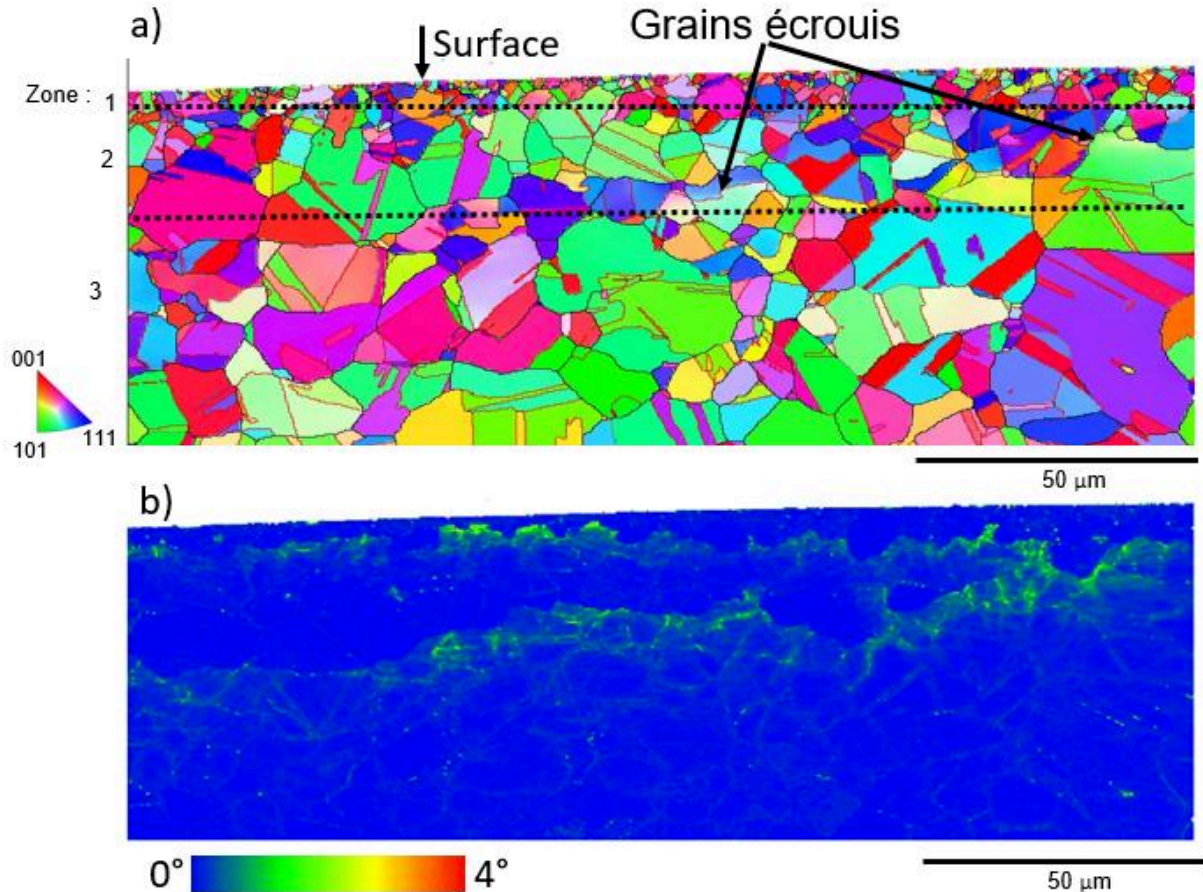 a)
Surface
Grains écrouis
Zone :
1
2
3
001
101
111
50 µm
b)
0°
4°
50 µm